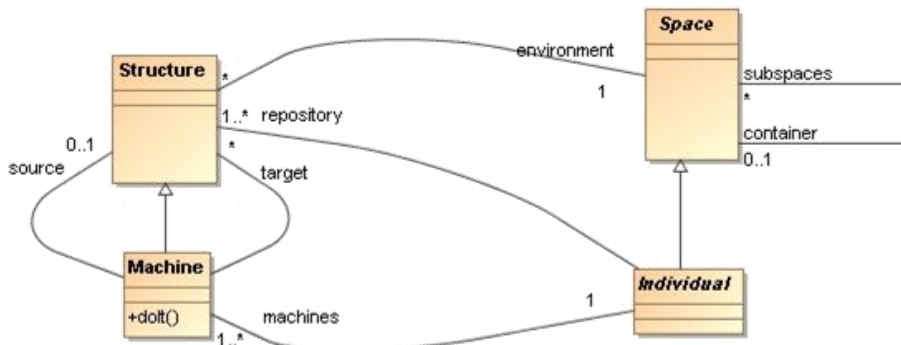 Space
Structure
*
environment
1
subspaces
*
1..*
repository
0..1
*
container
0..1
source
target
Machine
+doIt()
machines
1..*
1
Individual